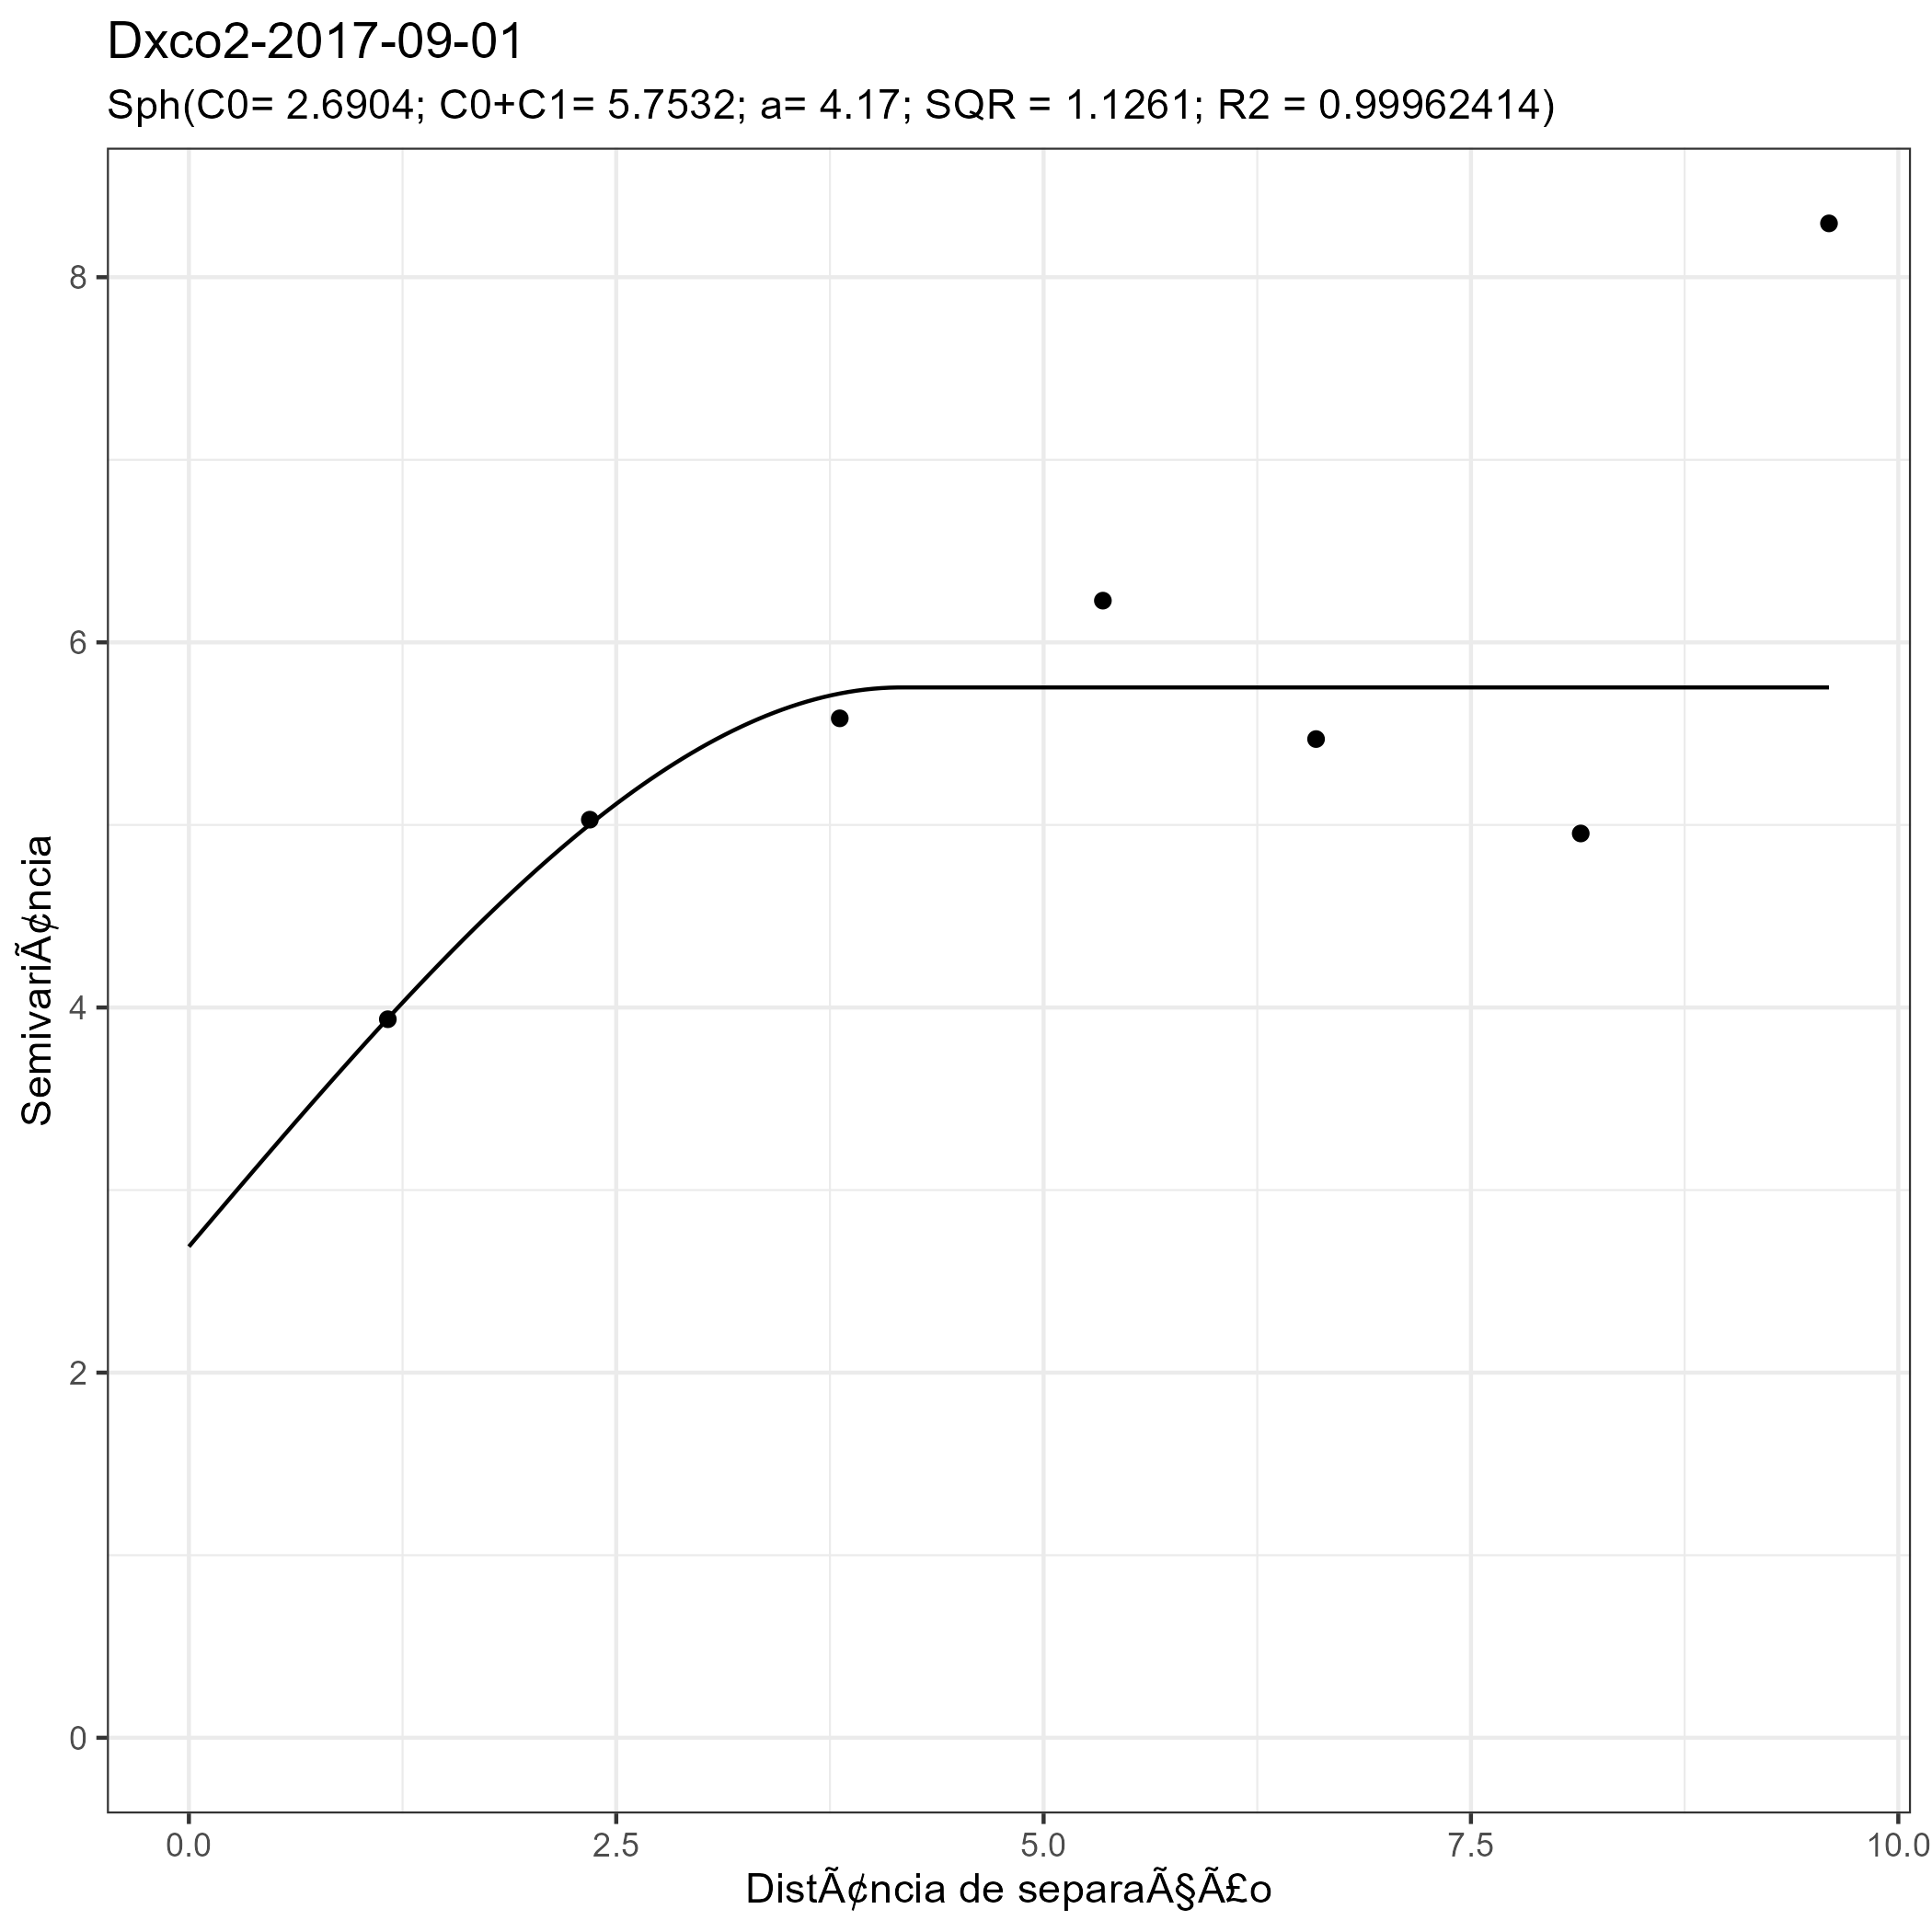 Dxco2-2017-09-01
Sph(C0= 2.6904; C0+C1= 5.7532; a= 4.17; SQR = 1.1261; R2 = 0.99962414)
8
6
4
2
0
SemivariÃ¢ncia
0.0 2.5 5.0 7.5 10.0
DistÃ¢ncia de separaÃ§Ã£o